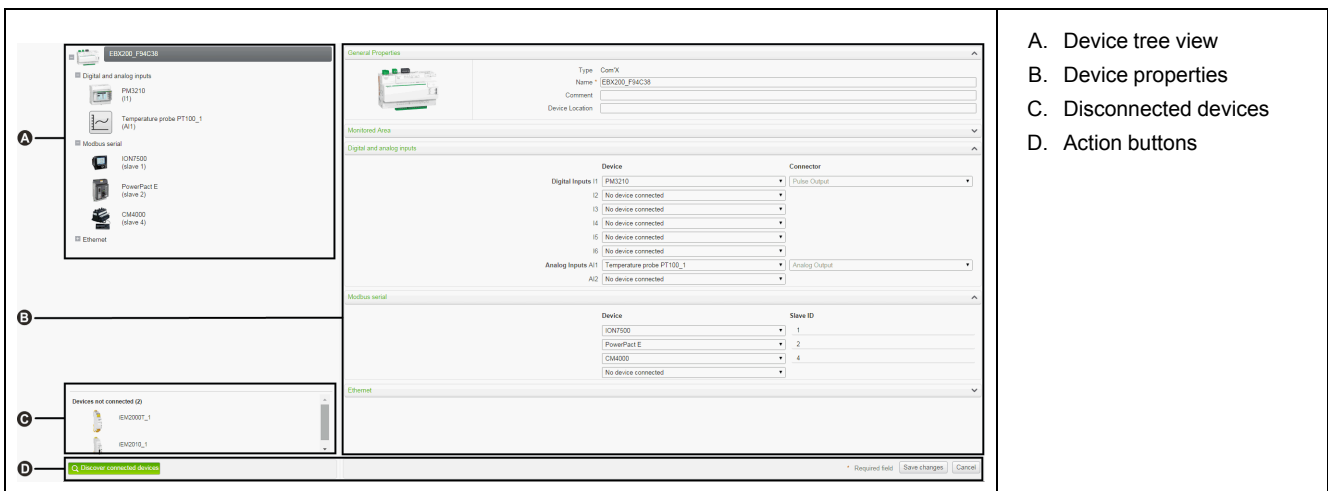 A. Device tree view
B. Device properties
C. Disconnected devices
D. Action buttons
A
EBX200_F94C38
Digital and analog inputs
PM3210
(I1)
Temperature probe PT100_1
(AI1)
Modbus serial
ION7500
(slave 1)
PowerPact E
(slave 2)
CM4000
(slave 4)
Ethernet
B
General Properties
Type Com'X
Name * EBX200_F94C38
Comment
Device Location
Monitored Area
Digital and analog inputs
Device Connector
Digital Inputs I1 PM3210 Pulse Output
I2 No device connected
I3 No device connected
I4 No device connected
I5 No device connected
I6 No device connected
Analog Inputs AI1 Temperature probe PT100_1 Analog Output
AI2 No device connected
Modbus serial
Device Slave ID
ION7500 1
PowerPact E 2
CM4000 4
No device connected
Ethernet
C
Devices not connected (2)
iEM2000T_1
iEM2010_1
D
Discover connected devices
* Required field Save changes Cancel